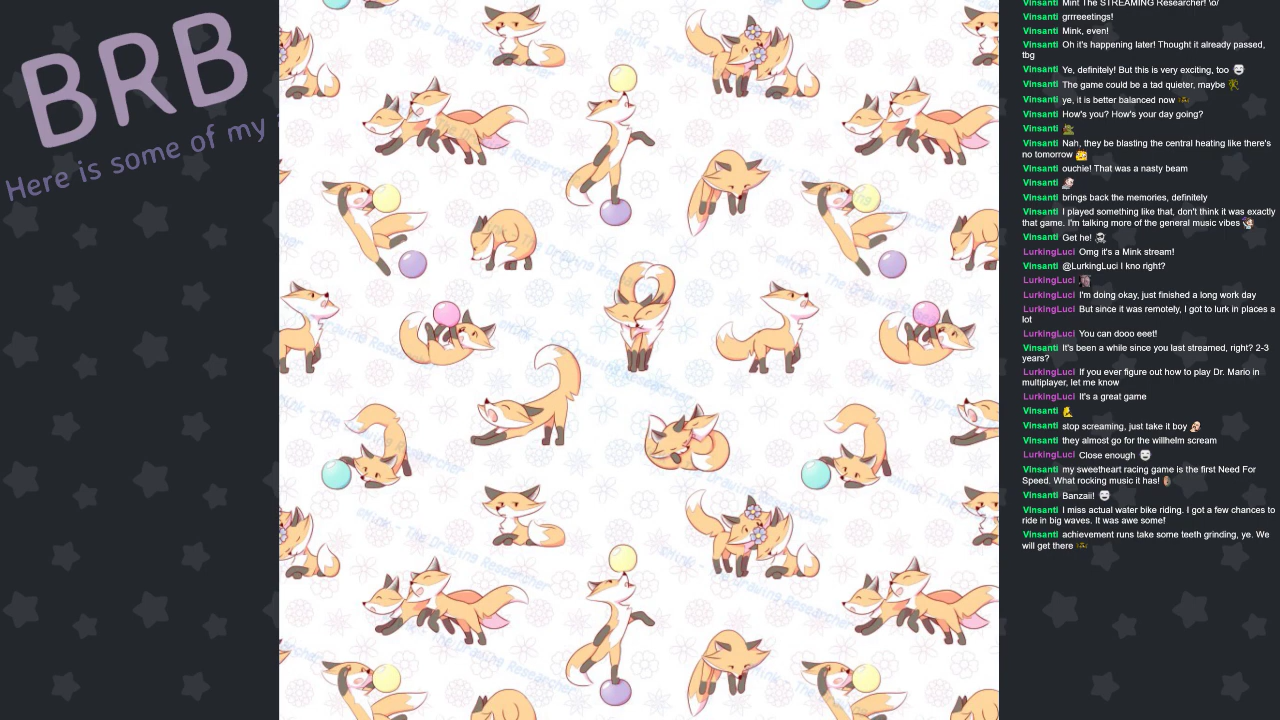 BRB
Here is some of my
Vinsanti Mint The STREAMING Researcher! \o/
Vinsanti grrreeetings!
Vinsanti Mink, even!
Vinsanti Oh it's happening later! Thought it already passed,
tbg
Vinsanti Ye, definitely! But this is very exciting, too
Vinsanti The game could be a tad quieter, maybe
Vinsanti ye, it is better balanced now
Vinsanti How's you? How's your day going?
Vinsanti
Vinsanti Nah, they be blasting the central heating like there's
no tomorrow
Vinsanti ouchie! That was a nasty beam
Vinsanti
Vinsanti brings back the memories, definitely
Vinsanti I played something like that, don't think it was exactly
that game. I'm talking more of the general music vibes
Vinsanti Get he!
LurkingLuci Omg it's a Mink stream!
Vinsanti @LurkingLuci I kno right?
LurkingLuci
LurkingLuci I'm doing okay, just finished a long work day
LurkingLuci But since it was remotely, I got to lurk in places a
lot
LurkingLuci You can dooo eeet!
Vinsanti It's been a while since you last streamed, right? 2-3
years?
LurkingLuci If you ever figure out how to play Dr. Mario in
multiplayer, let me know
LurkingLuci It's a great game
Vinsanti
Vinsanti stop screaming, just take it boy
Vinsanti they almost go for the willhelm scream
LurkingLuci Close enough
Vinsanti my sweetheart racing game is the first Need For
Speed. What rocking music it has!
Vinsanti Banzaii!
Vinsanti I miss actual water bike riding. I got a few chances to
ride in big waves. It was awe some!
Vinsanti achievement runs take some teeth grinding, ye. We
will get there
smink - The Drawing Researcher